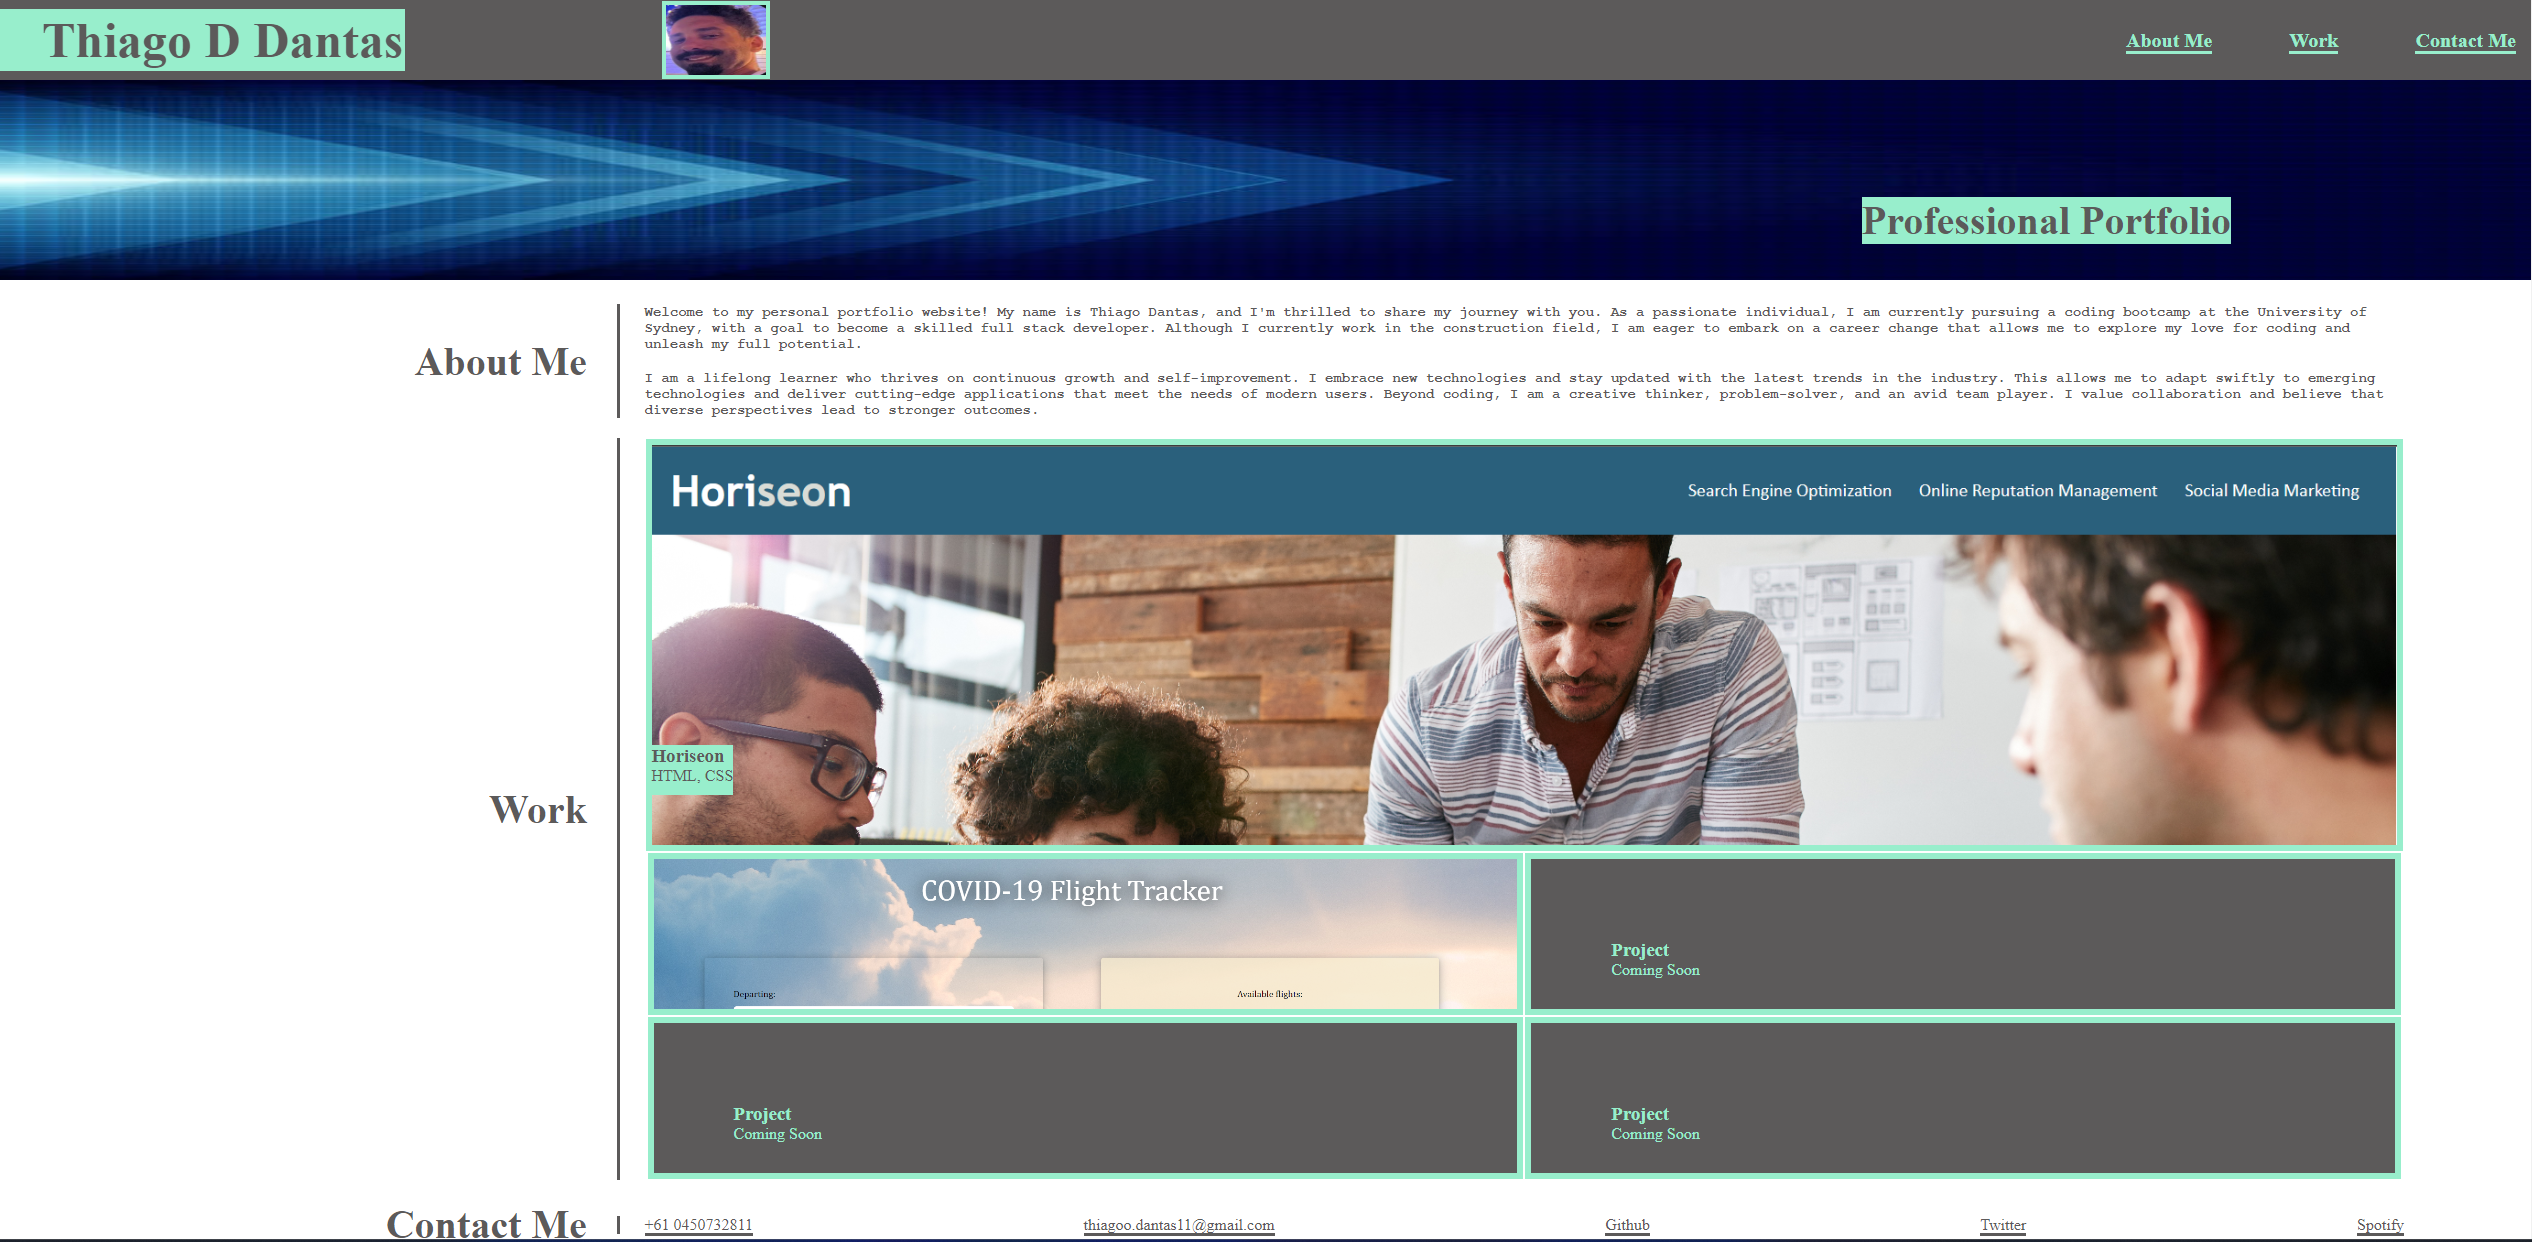 Thiago D Dantas
About Me
Work
Contact Me
Professional Portfolio
About Me
Welcome to my personal portfolio website! My name is Thiago Dantas, and I'm thrilled to share my journey with you. As a passionate individual, I am currently pursuing a coding bootcamp at the University of
Sydney, with a goal to become a skilled full stack developer. Although I currently work in the construction field, I am eager to embark on a career change that allows me to explore my love for coding and
unleash my full potential.
I am a lifelong learner who thrives on continuous growth and self-improvement. I embrace new technologies and stay updated with the latest trends in the industry. This allows me to adapt swiftly to emerging
technologies and deliver cutting-edge applications that meet the needs of modern users. Beyond coding, I am a creative thinker, problem-solver, and an avid team player. I value collaboration and believe that
diverse perspectives lead to stronger outcomes.
Work
Horiseon
Search Engine Optimization
Online Reputation Management
Social Media Marketing
Horiseon
HTML, CSS
COVID-19 Flight Tracker
Departing:
Available flights:
Project
Coming Soon
Project
Coming Soon
Project
Coming Soon
Contact Me
+61 0450732811
thiagoo.dantas11@gmail.com
Github
Twitter
Spotify